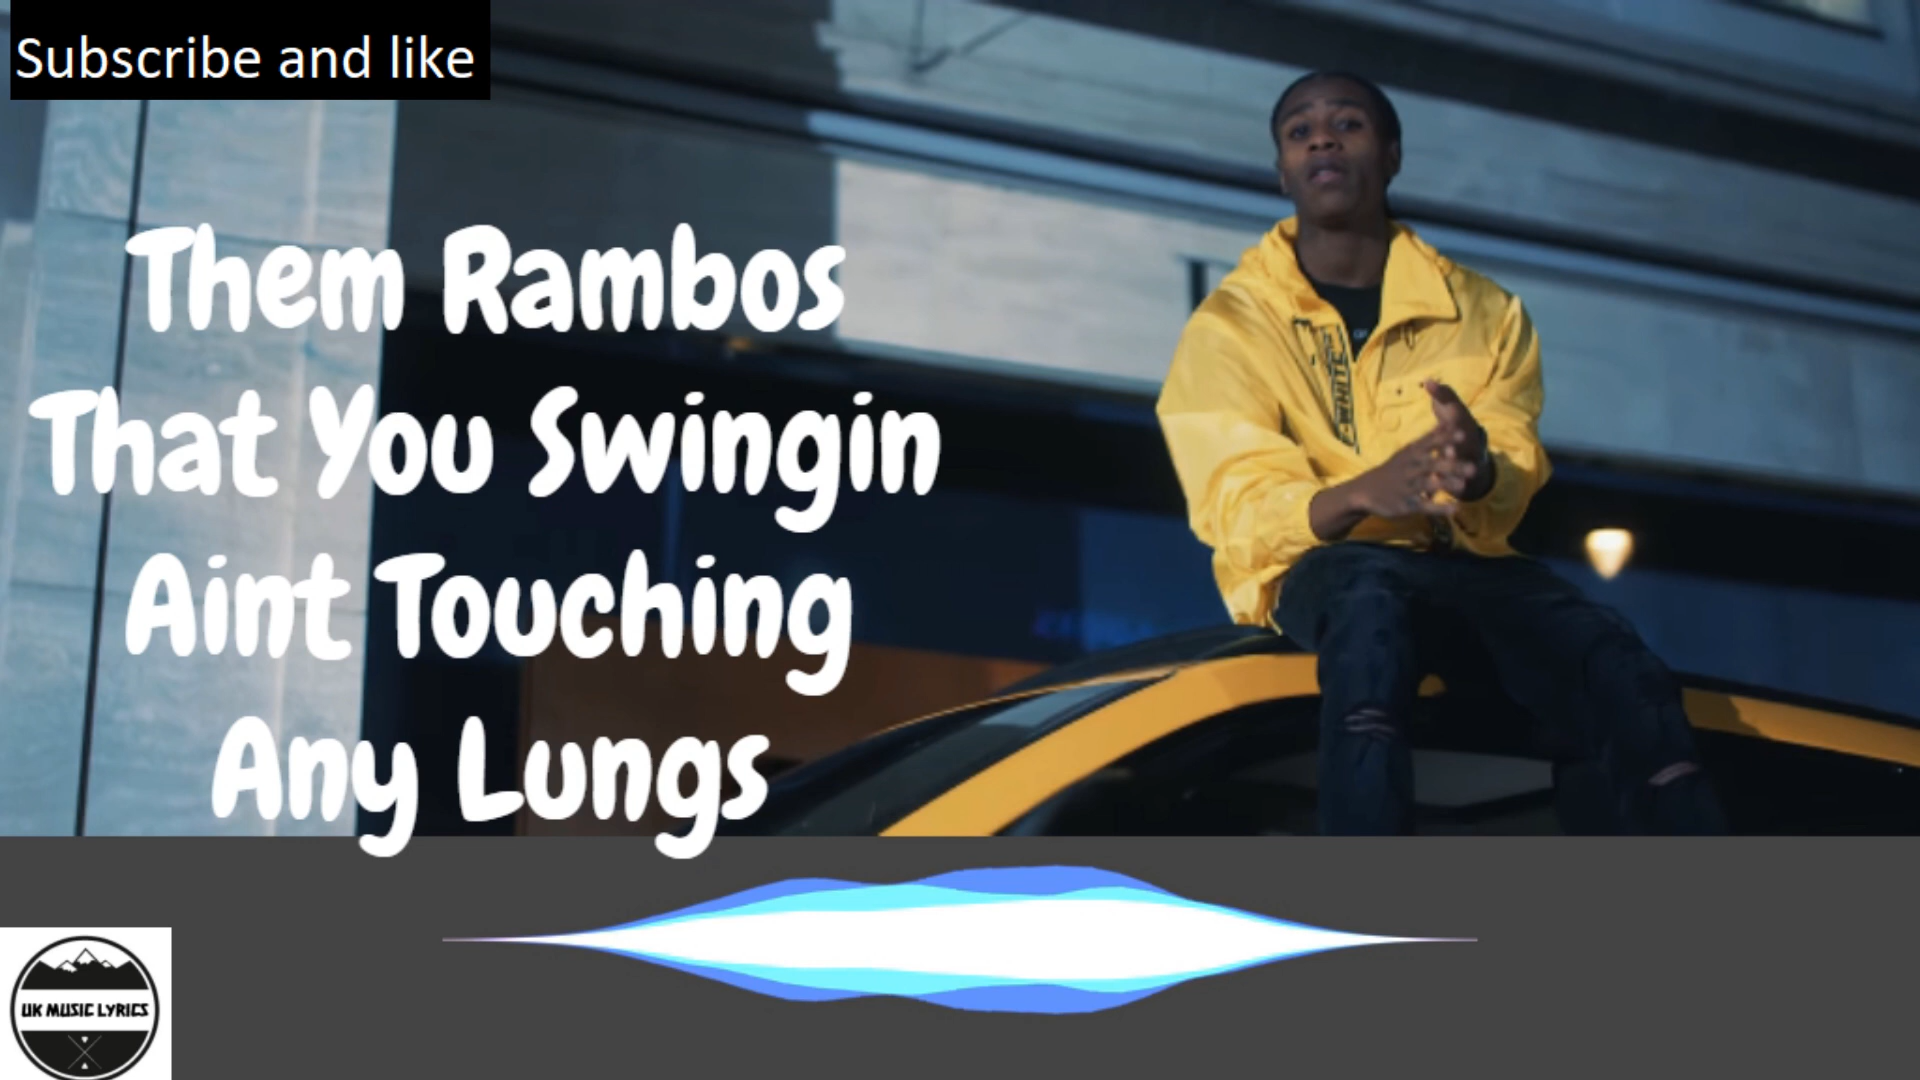 Subscribe and like
Them Rambos
That You Swingin
Aint Touching
Any Lungs
UK MUSIC LYRICS